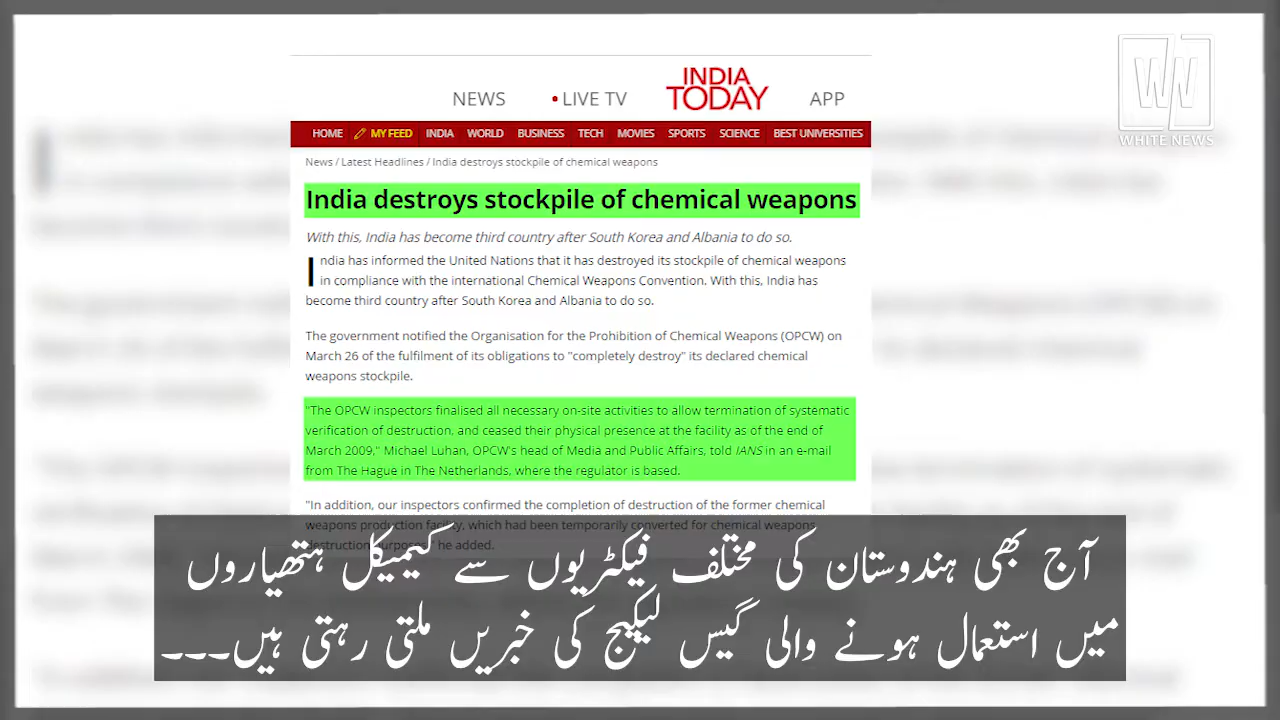 WN
WHITE NEWS
NEWS
• LIVE TV
INDIA
TODAY
APP
HOME MY FEED INDIA WORLD BUSINESS TECH MOVIES SPORTS SCIENCE BEST UNIVERSITIES
News / Latest Headlines / India destroys stockpile of chemical weapons
India destroys stockpile of chemical weapons
With this, India has become third country after South Korea and Albania to do so.
India has informed the United Nations that it has destroyed its stockpile of chemical weapons
in compliance with the international Chemical Weapons Convention. With this, India has
become third country after South Korea and Albania to do so.
The government notified the Organisation for the Prohibition of Chemical Weapons (OPCW) on
March 26 of the fulfilment of its obligations to "completely destroy" its declared chemical
weapons stockpile.
"The OPCW inspectors finalised all necessary on-site activities to allow termination of systematic
verification of destruction, and ceased their physical presence at the facility as of the end of
March 2009," Michael Luhan, OPCW's head of Media and Public Affairs, told IANS in an e-mail
from The Hague in The Netherlands, where the regulator is based.
"In addition, our inspectors confirmed the completion of destruction of the former chemical
weapons production facility, which had been temporarily converted for chemical weapons
destruction purposes" he added.
آج بھی ہندوستان کی مختلف فیکٹریوں سے کیمیکل ہتھیاروں
میں استعمال ہونے والی گیس لیکیج کی خبریں ملتی رہتی ہیں۔۔۔